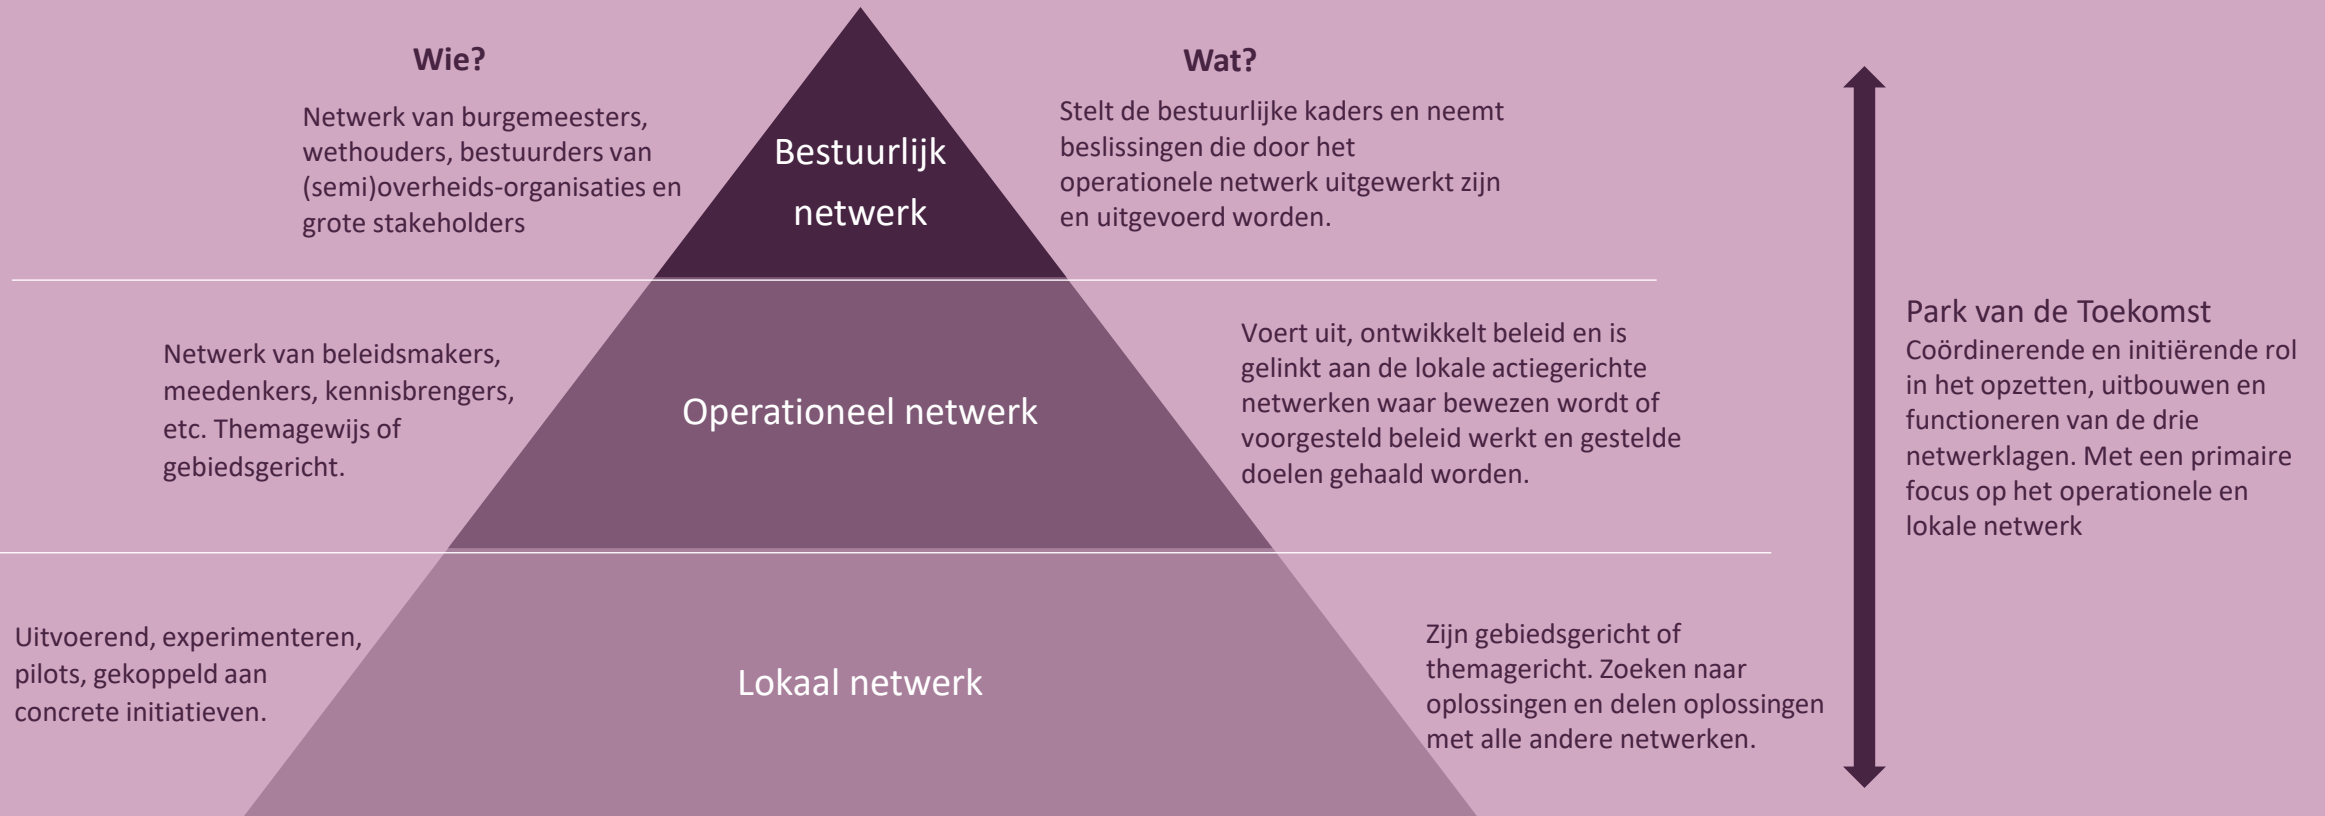 Wie?
Netwerk van burgemeesters,
wethouders, bestuurders van
(semi)overheids-organisaties en
grote stakeholders
Bestuurlijk
netwerk
Wat?
Stelt de bestuurlijke kaders en neemt
beslissingen die door het
operationele netwerk uitgewerkt zijn
en uitgevoerd worden.
Netwerk van beleidsmakers,
meedenkers, kennisbrengers,
etc. Themagewijs of
gebiedsgericht.
Operationeel netwerk
Voert uit, ontwikkelt beleid en is
gelinkt aan de lokale actiegerichte
netwerken waar bewezen wordt of
voorgesteld beleid werkt en gestelde
doelen gehaald worden.
Uitvoerend, experimenteren,
pilots, gekoppeld aan
concrete initiatieven.
Lokaal netwerk
Zijn gebiedsgericht of
themagericht. Zoeken naar
oplossingen en delen oplossingen
met alle andere netwerken.
Park van de Toekomst
Coördinerende en initiërende rol
in het opzetten, uitbouwen en
functioneren van de drie
netwerklagen. Met een primaire
focus op het operationele en
lokale netwerk